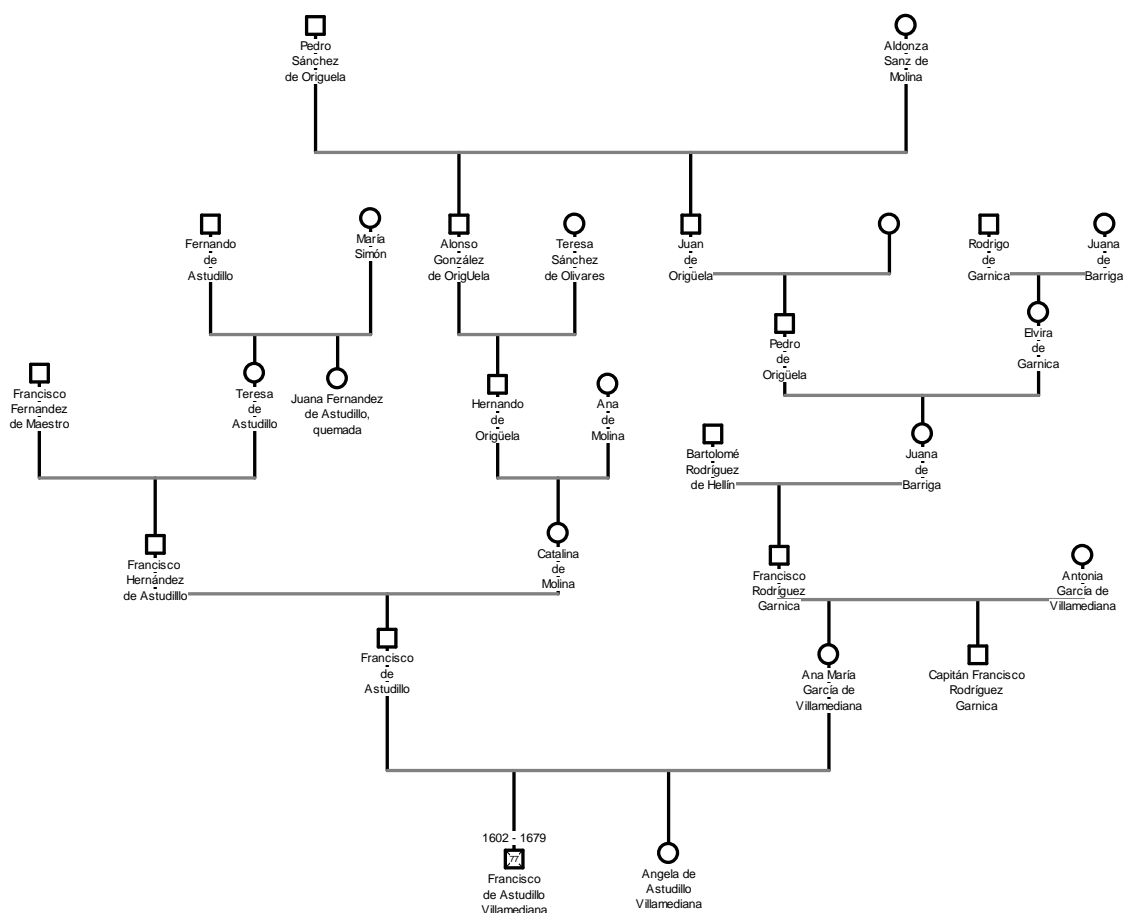 Pedro
Sánchez
de Origuela
Aldonza
Sanz de
Molina
Fernando
de
Astudillo
María
Simón
Alonso
González
de OrigUela
Teresa
Sánchez
de Olivares
Juan
de
Origüela
Rodrigo
de
Garnica
Juana
de
Barriga
Francisco
Fernandez
de Maestro
Teresa
de
Astudillo
Juana Fernandez
de Astudillo,
quemada
Hernando
de
Origüela
Ana
de
Molina
Pedro
de
Origüela
Elvira
de
Garnica
Bartolomé
Rodríguez
de Hellín
Juana
de
Barriga
Francisco
Hernández
de Astudilllo
Catalina
de
Molina
Francisco
Rodríguez
Garnica
Antonia
García de
Villamediana
Francisco
de
Astudillo
Ana María
García de
Villamediana
Capitán Francisco
Rodríguez
Garnica
1602 - 1679
77
Francisco
de Astudillo
Villamediana
Angela de
Astudillo
Villamediana